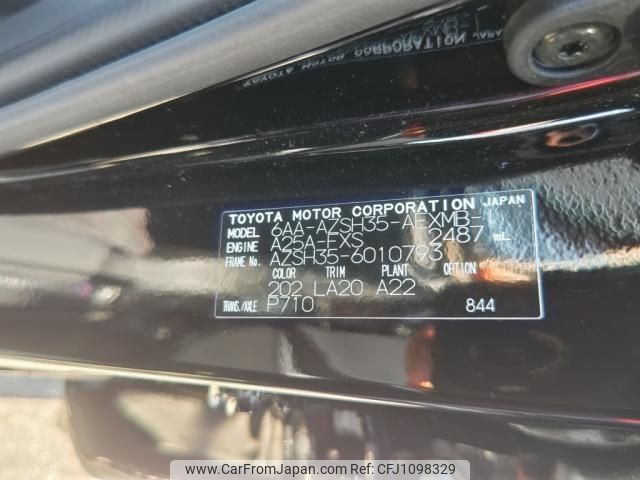 TOYOTA MOTOR CORPORATION JAPAN
MODEL 6AA-AZSH35-AEXMB-1
ENGINE A25A-FXS 2487 mL
FRAME No. AZSH35-6010793
COLOR TRIM PLANT OPTION
202 LA20 A22
TRANS./AXLE P710 844
www.CarFromJapan.com | Ref No. CFJ1098329